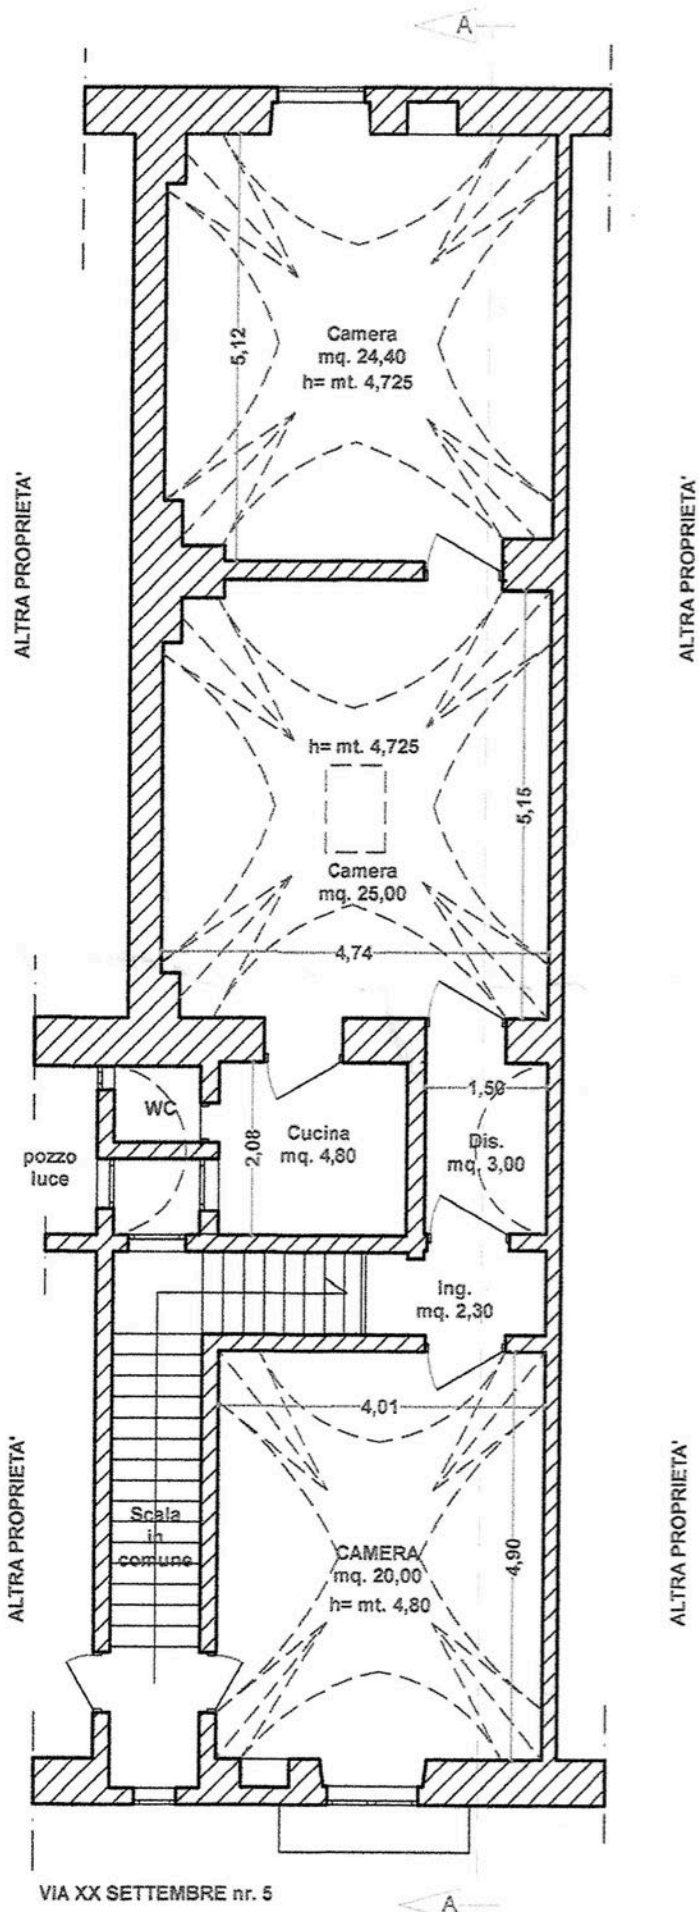 A
Camera
mq. 24,40
h= mt. 4,725
5,12
ALTRA PROPRIETA'
ALTRA PROPRIETA'
h= mt. 4,725
5,15
Camera
mq. 25,00
4,74
WC
pozzo
luce
2,08
Cucina
mq. 4,80
1,50
Dis.
mq. 3,00
Ing.
mq. 2,30
4,01
ALTRA PROPRIETA'
Scala
in
comune
CAMERA
mq. 20,00
h= mt. 4,80
4,90
ALTRA PROPRIETA'
VIA XX SETTEMBRE nr. 5
A